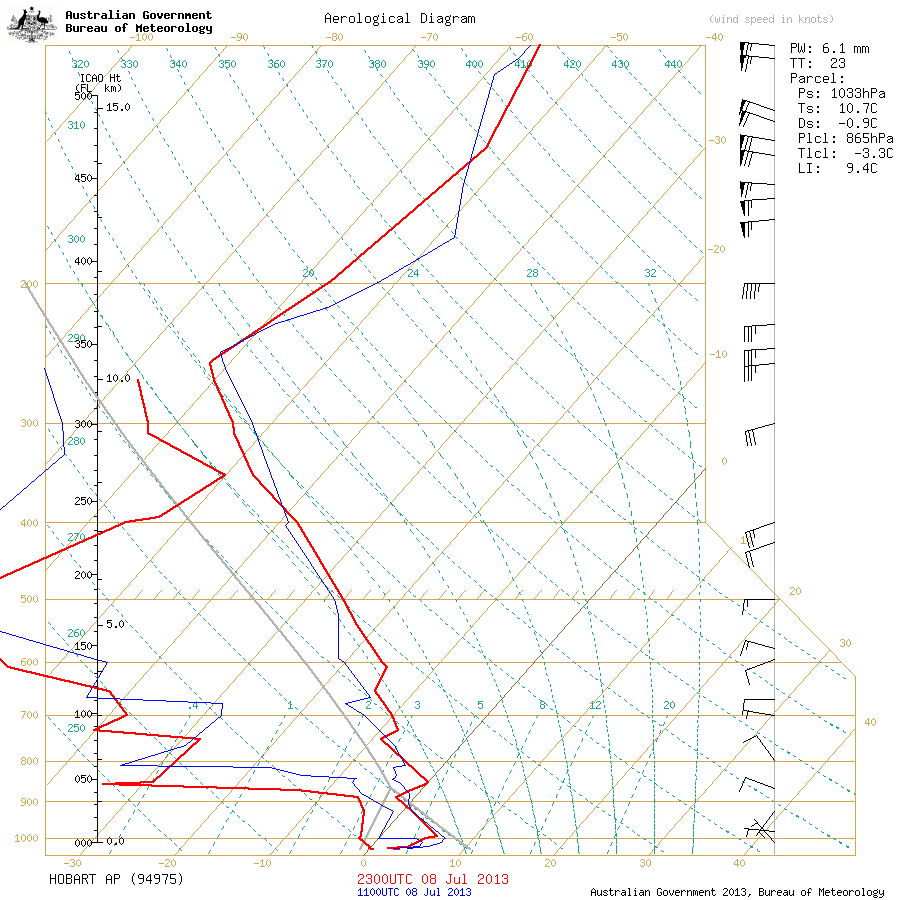 Australian Government
Bureau of Meteorology
Aerological Diagram
(wind speed in knots)
-100 -90 -80 -70 -60 -50 -40
320 330 340 350 360 370 380 390 400 410 420 430 440
ICAO Ht
(FL km)
PW: 6.1 mm
TT: 23
Parcel:
Ps: 1033hPa
Ts: 10.7C
Ds: -0.9C
Plcl: 865hPa
Tlcl: -3.3C
LI: 9.4C
500
15.0
310
-30
450
300
-20
400
20 24 28 32
200
290
350
-10
10.0
300
300
280
0
250
400
270
10
200
500
20
5.0
260
150
30
600
.4 1 2 3 5 8 12 20
100
700
250
40
800
050
900
1000
000
0.0
-30 -20 -10 0 10 20 30 40
HOBART AP (94975)
2300UTC 08 Jul 2013
1100UTC 08 Jul 2013
Australian Government 2013, Bureau of Meteorology